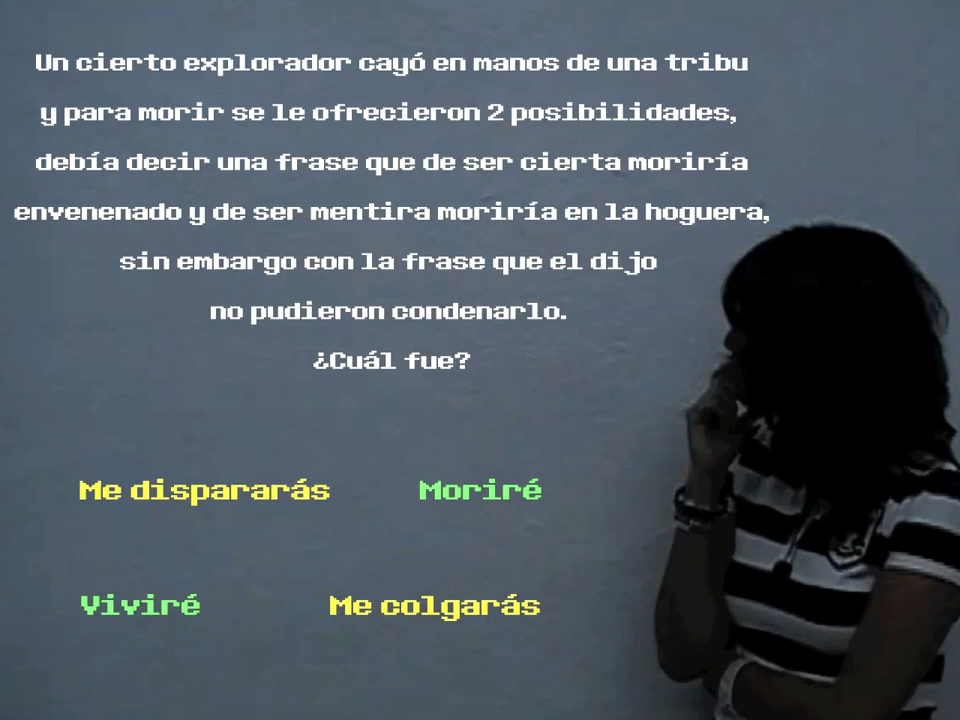 Un cierto explorador cayó en manos de una tribu
y para morir se le ofrecieron 2 posibilidades,
debía decir una frase que de ser cierta moriría
envenenado y de ser mentira moriría en la hoguera,
sin embargo con la frase que el dijo
no pudieron condenarlo.
¿Cuál fue?
Me dispararás Moriré
Viviré Me colgarás